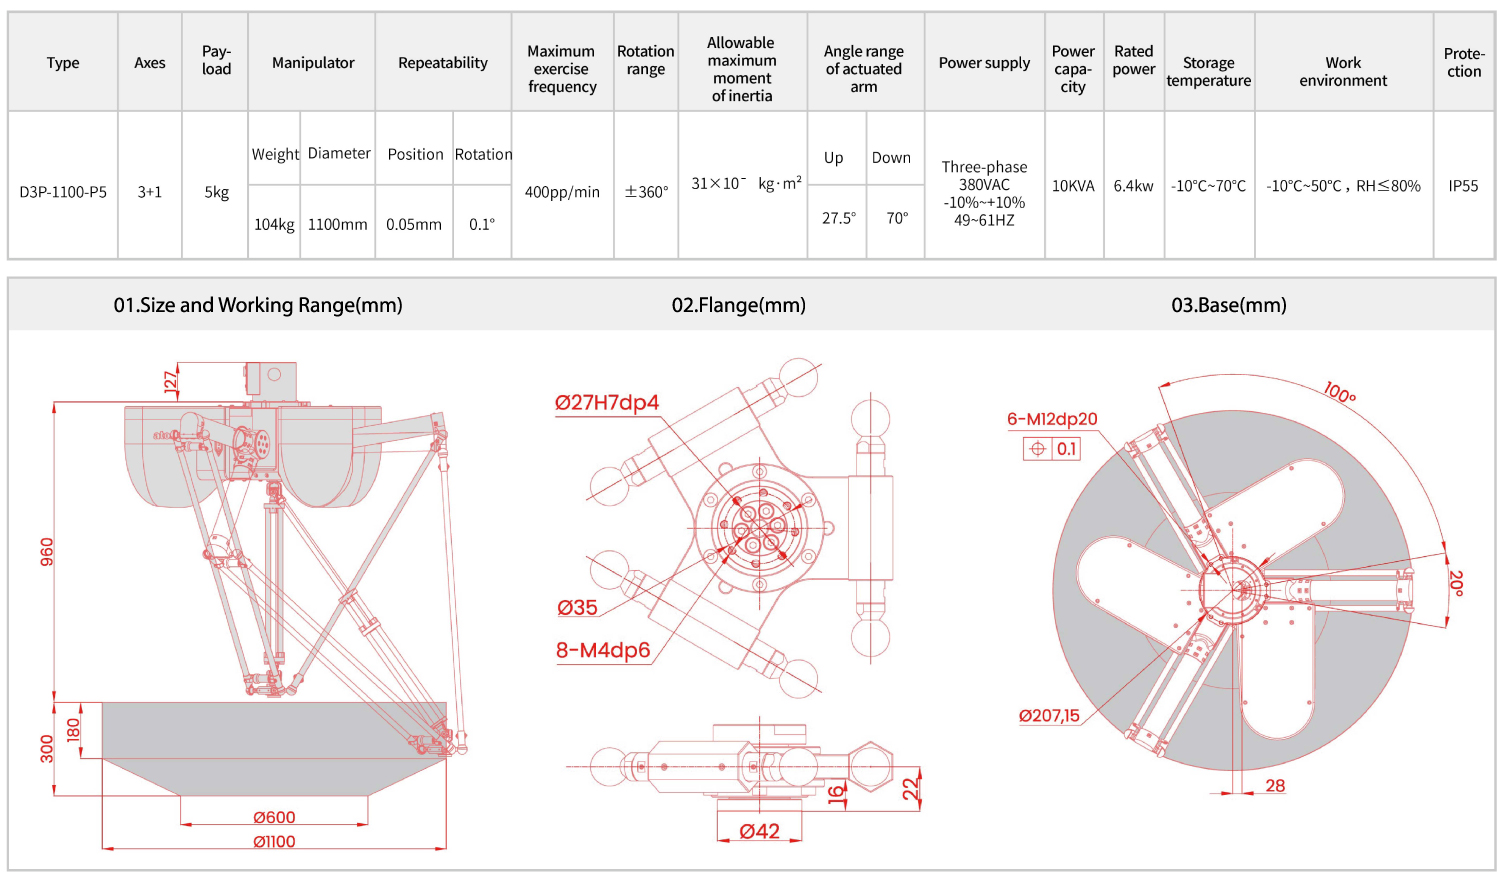 Type
Axes
Pay-
load
Manipulator
Repeatability
Maximum
exercise
frequency
Rotation
range
Allowable
maximum
moment
of inertia
Angle range
of actuated
arm
Power supply
Power
capa-
city
Rated
power
Storage
temperature
Work
environment
Prote-
ction
D3P-1100-P5
3+1
5kg
Weight
Diameter
Position
Rotation
104kg
1100mm
0.05mm
0.1°
400pp/min
±360°
31×10⁻ kg·m²
Up
Down
27.5°
70°
Three-phase
380VAC
-10%~+10%
49~61HZ
10KVA
6.4kw
-10℃~70℃
-10℃~50℃ , RH≤80%
IP55
01.Size and Working Range(mm)
02.Flange(mm)
03.Base(mm)
127
960
300
180
Ø600
Ø1100
Ø27H7dp4
Ø35
8-M4dp6
16
22
Ø42
6-M12dp20
0.1
100°
20°
Ø207,15
28